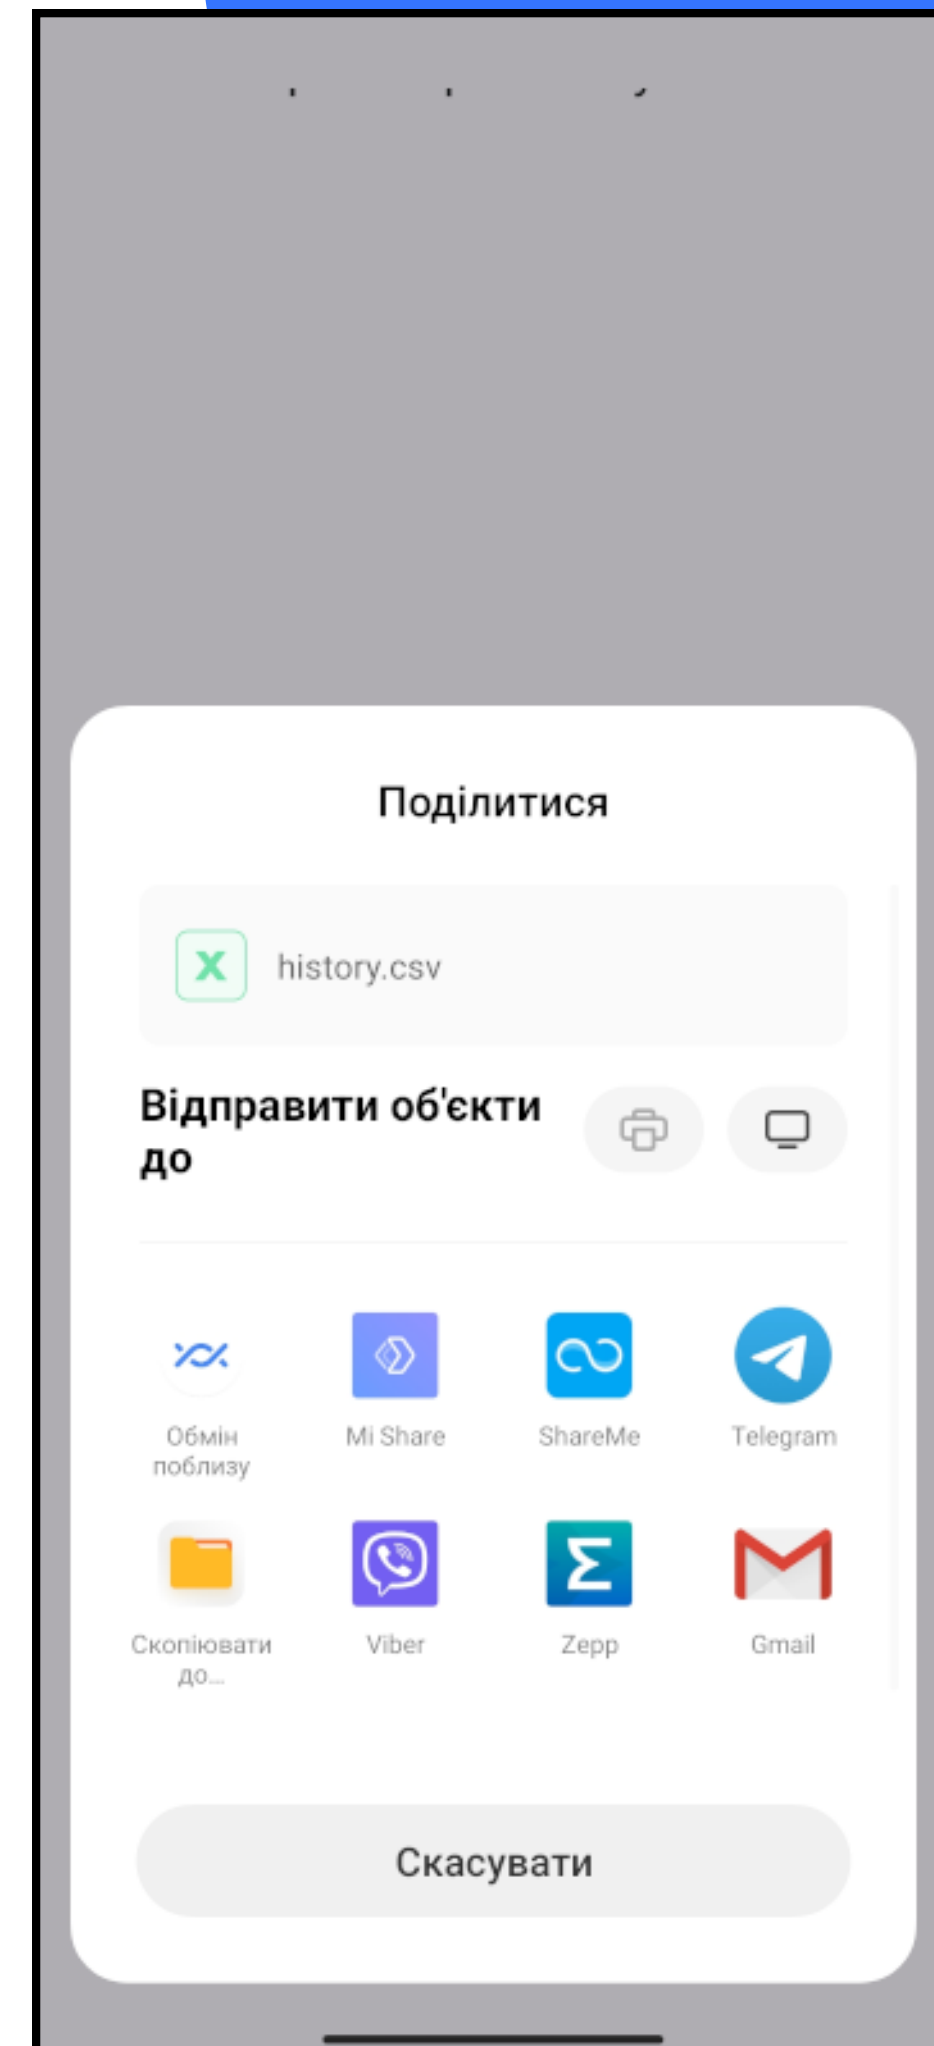 Поділитися
history.csv
Відправити об'єкти
до
Обмін
поблизу
Mi Share
ShareMe
Telegram
Скопіювати
до...
Viber
Zepp
Gmail
Скасувати